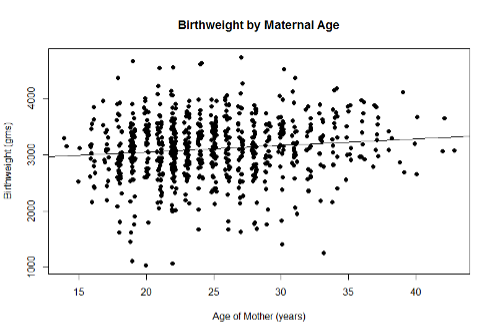 Birthweight by Maternal Age
Birthweight (gms)
4000
3000
2000
1000
15 20 25 30 35 40
Age of Mother (years)